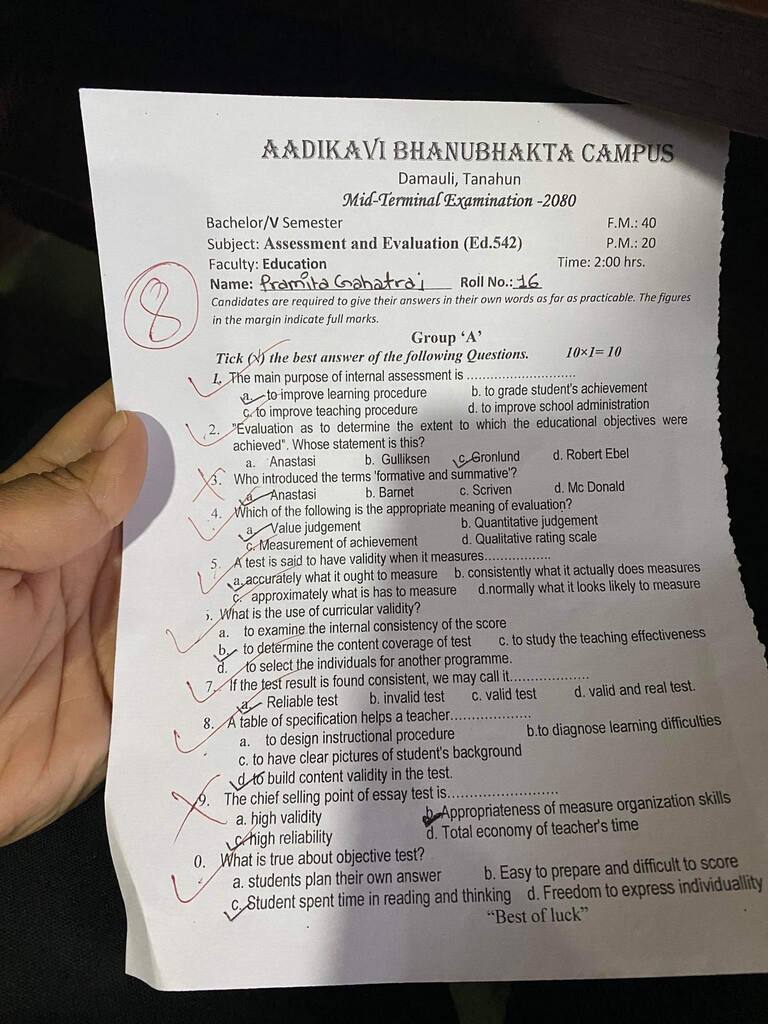 8
AADIKAVI BHANUBHAKTA CAMPUS
Damauli, Tanahun
Mid-Terminal Examination -2080
Bachelor/V Semester F.M.: 40
Subject: Assessment and Evaluation (Ed.542) P.M.: 20
Faculty: Education Time: 2:00 hrs.
Name: Pramita Gahatraj Roll No.: 16
Candidates are required to give their answers in their own words as far as practicable. The figures
in the margin indicate full marks.
Group ‘A’
Tick (√) the best answer of the following Questions. 10×1= 10
1. The main purpose of internal assessment is ............................
a. to improve learning procedure b. to grade student's achievement
c. to improve teaching procedure d. to improve school administration
2. "Evaluation as to determine the extent to which the educational objectives were
achieved". Whose statement is this?
a. Anastasi b. Gulliksen c. Gronlund d. Robert Ebel
3. Who introduced the terms 'formative and summative'?
a. Anastasi b. Barnet c. Scriven d. Mc Donald
4. Which of the following is the appropriate meaning of evaluation?
a. Value judgement b. Quantitative judgement
c. Measurement of achievement d. Qualitative rating scale
5. A test is said to have validity when it measures.................
a. accurately what it ought to measure b. consistently what it actually does measures
c. approximately what is has to measure d.normally what it looks likely to measure
5. What is the use of curricular validity?
a. to examine the internal consistency of the score
b. to determine the content coverage of test c. to study the teaching effectiveness
d. to select the individuals for another programme.
7. If the test result is found consistent, we may call it....................
a. Reliable test b. invalid test c. valid test d. valid and real test.
8. A table of specification helps a teacher....................
a. to design instructional procedure b.to diagnose learning difficulties
c. to have clear pictures of student's background
d. to build content validity in the test.
9. The chief selling point of essay test is............................
a. high validity b. Appropriateness of measure organization skills
c. high reliability d. Total economy of teacher's time
0. What is true about objective test?
a. students plan their own answer b. Easy to prepare and difficult to score
c. Student spent time in reading and thinking d. Freedom to express individuallity
“Best of luck”